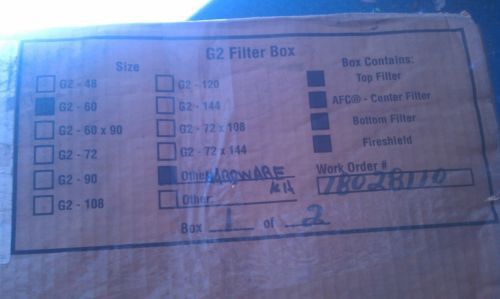 G2 Filter Box
Size
G2 - 48
G2 - 60
G2 - 60 x 90
G2 - 72
G2 - 90
G2 - 108
G2 - 120
G2 - 144
G2 - 72 x 108
G2 - 72 x 144
Other HARDWARE
Other
Box Contains:
Top Filter
AFC® - Center Filter
Bottom Filter
Fireshield
Work Order #
18028110
Box 1 of 2